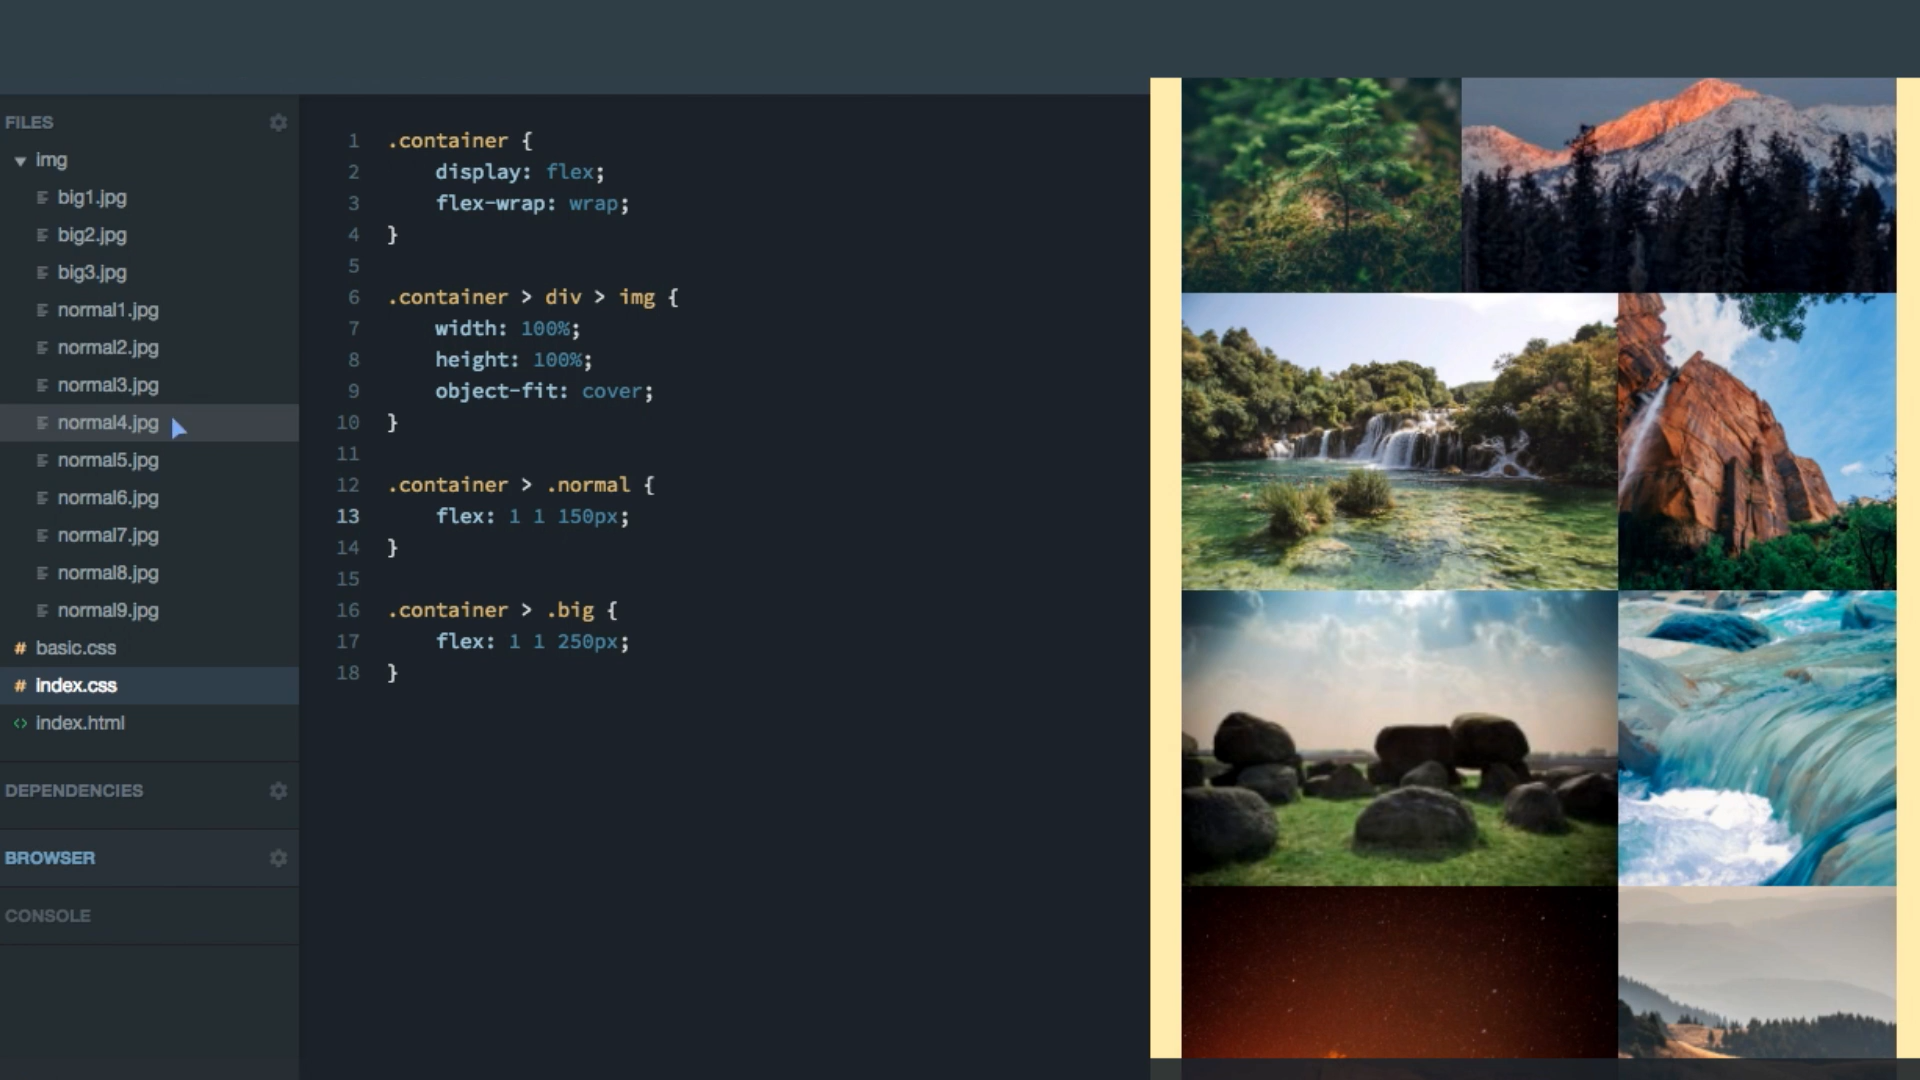 FILES
img
big1.jpg
big2.jpg
big3.jpg
normal1.jpg
normal2.jpg
normal3.jpg
normal4.jpg
normal5.jpg
normal6.jpg
normal7.jpg
normal8.jpg
normal9.jpg
# basic.css
# index.css
<> index.html
DEPENDENCIES
BROWSER
CONSOLE
1 .container {
2 display: flex;
3 flex-wrap: wrap;
4 }
5
6 .container > div > img {
7 width: 100%;
8 height: 100%;
9 object-fit: cover;
10 }
11
12 .container > .normal {
13 flex: 1 1 150px;
14 }
15
16 .container > .big {
17 flex: 1 1 250px;
18 }